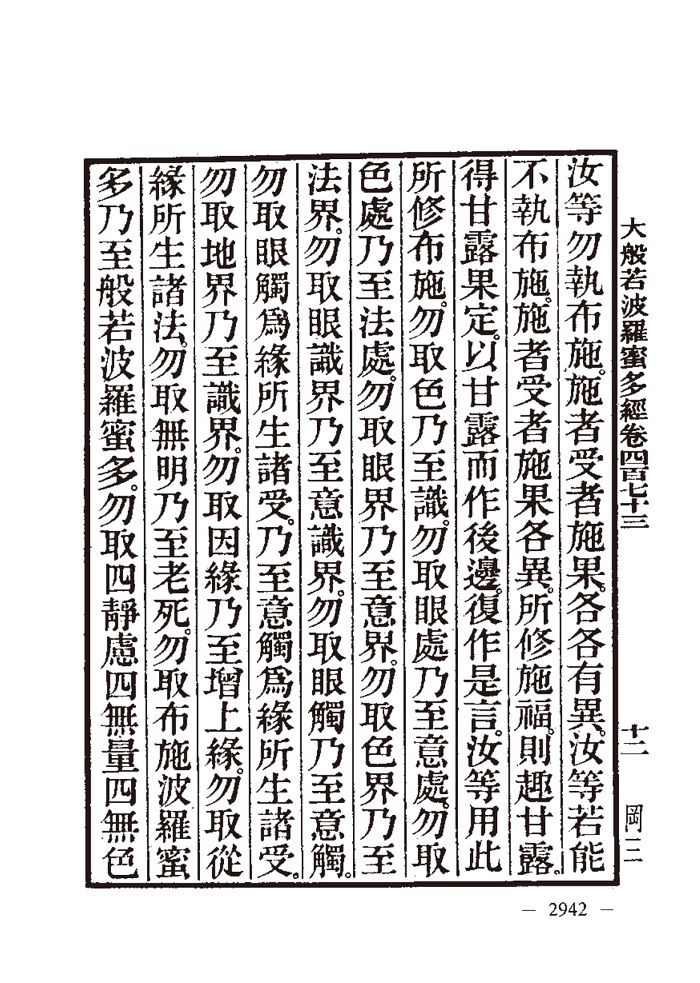 大般若波羅蜜多經卷四百七十三 十二 岡三
汝等勿執布施。施者受者施果。各各有異。汝等若能
不執布施。施者受者施果各異。所修施福。則趣甘露。
得甘露果定。以甘露而作後邊。復作是言。汝等用此
所修布施。勿取色乃至識。勿取眼處乃至意處。勿取
色處乃至法處。勿取眼界乃至意界。勿取色界乃至
法界。勿取眼識界乃至意識界。勿取眼觸乃至意觸。
勿取眼觸爲緣所生諸受。乃至意觸爲緣所生諸受。
勿取地界乃至識界。勿取因緣乃至增上緣。勿取從
緣所生諸法。勿取無明乃至老死。勿取布施波羅蜜
多乃至般若波羅蜜多。勿取四靜慮四無量四無色
— 2942 —